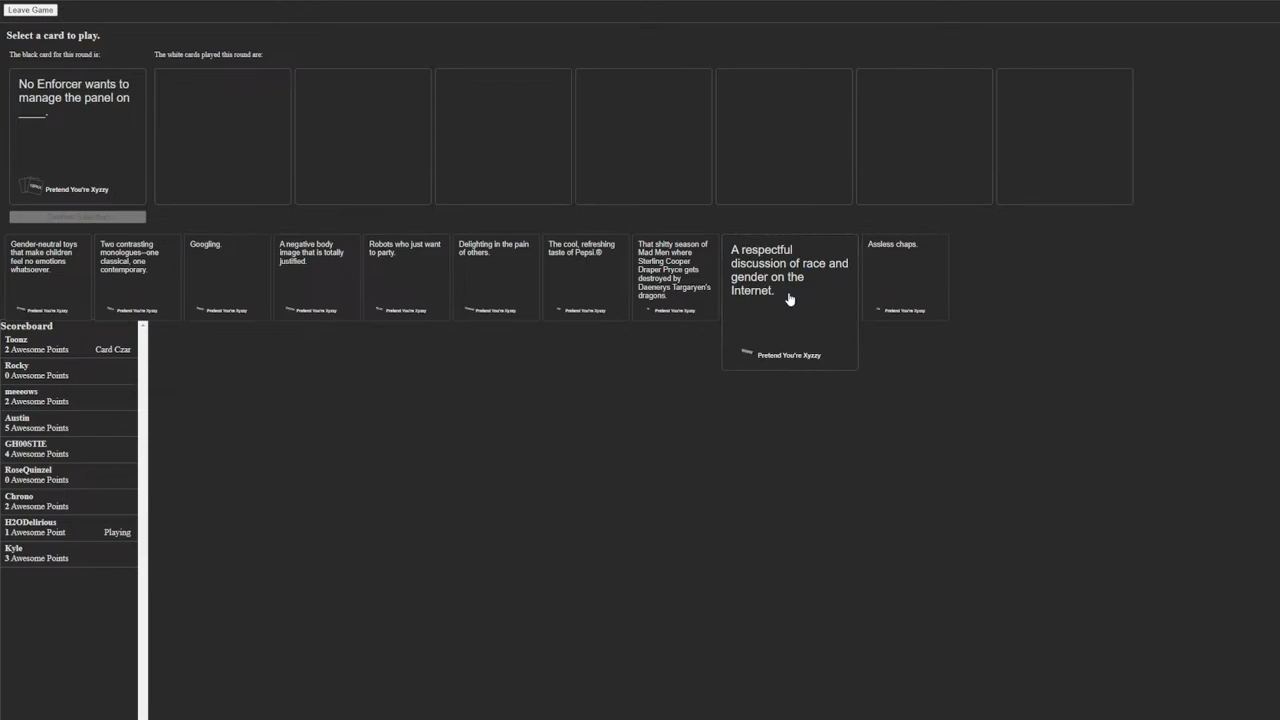 Leave Game
Select a card to play.
The black card for this round is:
The white cards played this round are:
No Enforcer wants to
manage the panel on
_____.
Pretend You're Xyzzy
Gender-neutral toys
that make children
feel no emotions
whatsoever.
Pretend You're Xyzzy
Two contrasting
monologues--one
classical, one
contemporary.
Pretend You're Xyzzy
Googling.
Pretend You're Xyzzy
A negative body
image that is totally
justified.
Pretend You're Xyzzy
Robots who just want
to party.
Pretend You're Xyzzy
Delighting in the pain
of others.
Pretend You're Xyzzy
The cool, refreshing
taste of Pepsi.®
Pretend You're Xyzzy
That shitty season of
Mad Men where
Sterling Cooper
Draper Pryce gets
destroyed by
Daenerys Targaryen's
dragons.
Pretend You're Xyzzy
A respectful
discussion of race and
gender on the
Internet.
Pretend You're Xyzzy
Assless chaps.
Pretend You're Xyzzy
Scoreboard
Toonz
2 Awesome Points Card Czar
Rocky
0 Awesome Points
meeeows
2 Awesome Points
Austin
5 Awesome Points
GH00STIE
4 Awesome Points
RoseQuinzel
0 Awesome Points
Chrono
2 Awesome Points
H2ODelirious
1 Awesome Point Playing
Kyle
3 Awesome Points